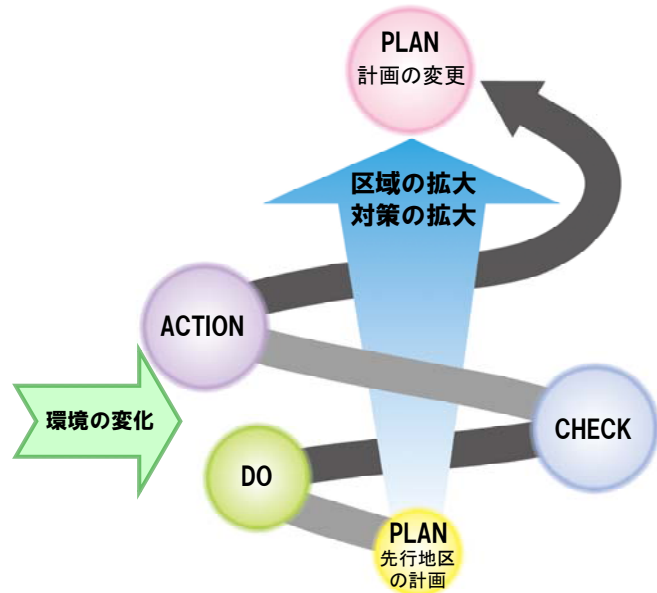 PLAN
計画の変更
区域の拡大
対策の拡大
ACTION
環境の変化
CHECK
DO
PLAN
先行地区
の計画